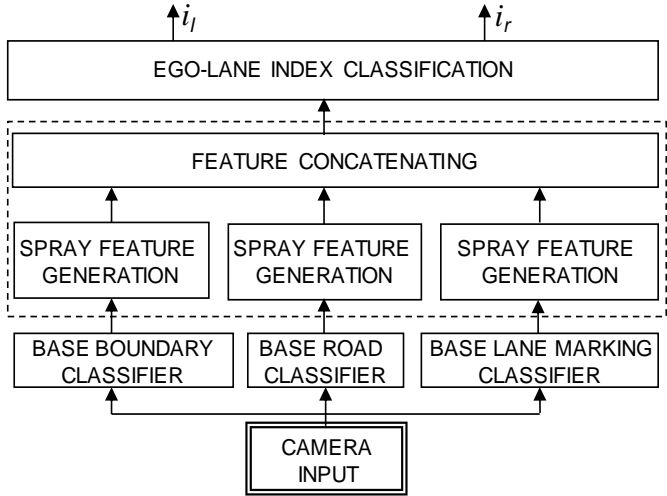 i_l i_r
EGO-LANE INDEX CLASSIFICATION
FEATURE CONCATENATING
SPRAY FEATURE
GENERATION
SPRAY FEATURE
GENERATION
SPRAY FEATURE
GENERATION
BASE BOUNDARY
CLASSIFIER
BASE ROAD
CLASSIFIER
BASE LANE MARKING
CLASSIFIER
CAMERA
INPUT